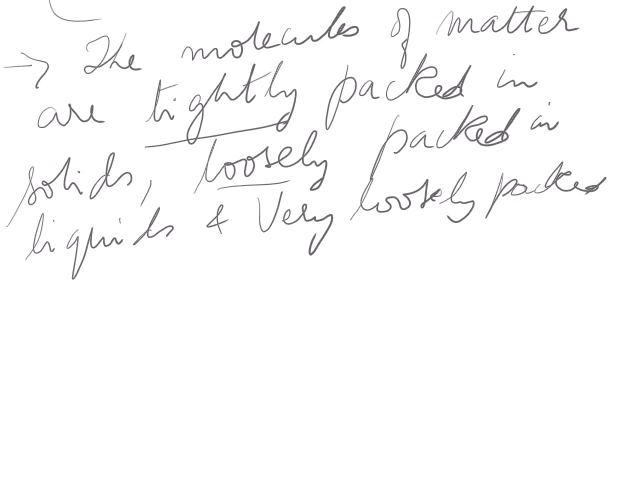 → The molecules of matter
are tightly packed in
solids, loosely packed in
liquids & Very loosely packed